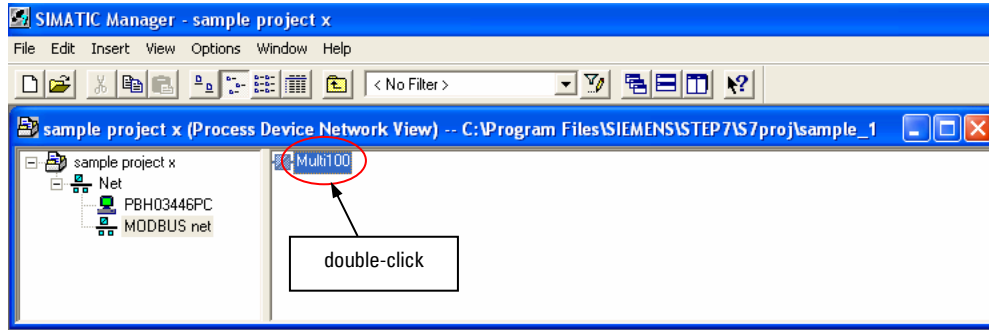 SIMATIC Manager - sample project x
File Edit Insert View Options Window Help
< No Filter >
sample project x (Process Device Network View) -- C:\Program Files\SIEMENS\STEP7\S7proj\sample_1
sample project x
Multi100
Net
PBH03446PC
MODBUS net
double-click